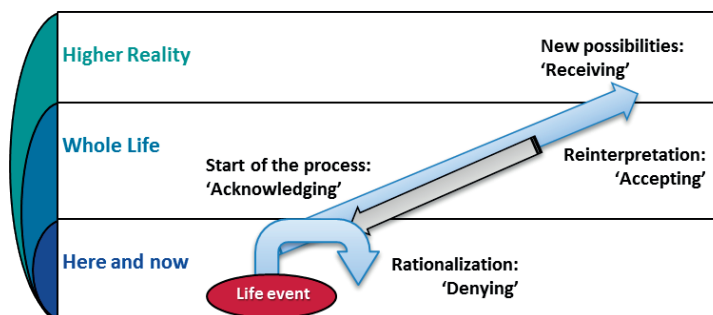 Higher Reality
New possibilities:
‘Receiving’
Whole Life
Start of the process:
‘Acknowledging’
Reinterpretation:
‘Accepting’
Here and now
Rationalization:
‘Denying’
Life event